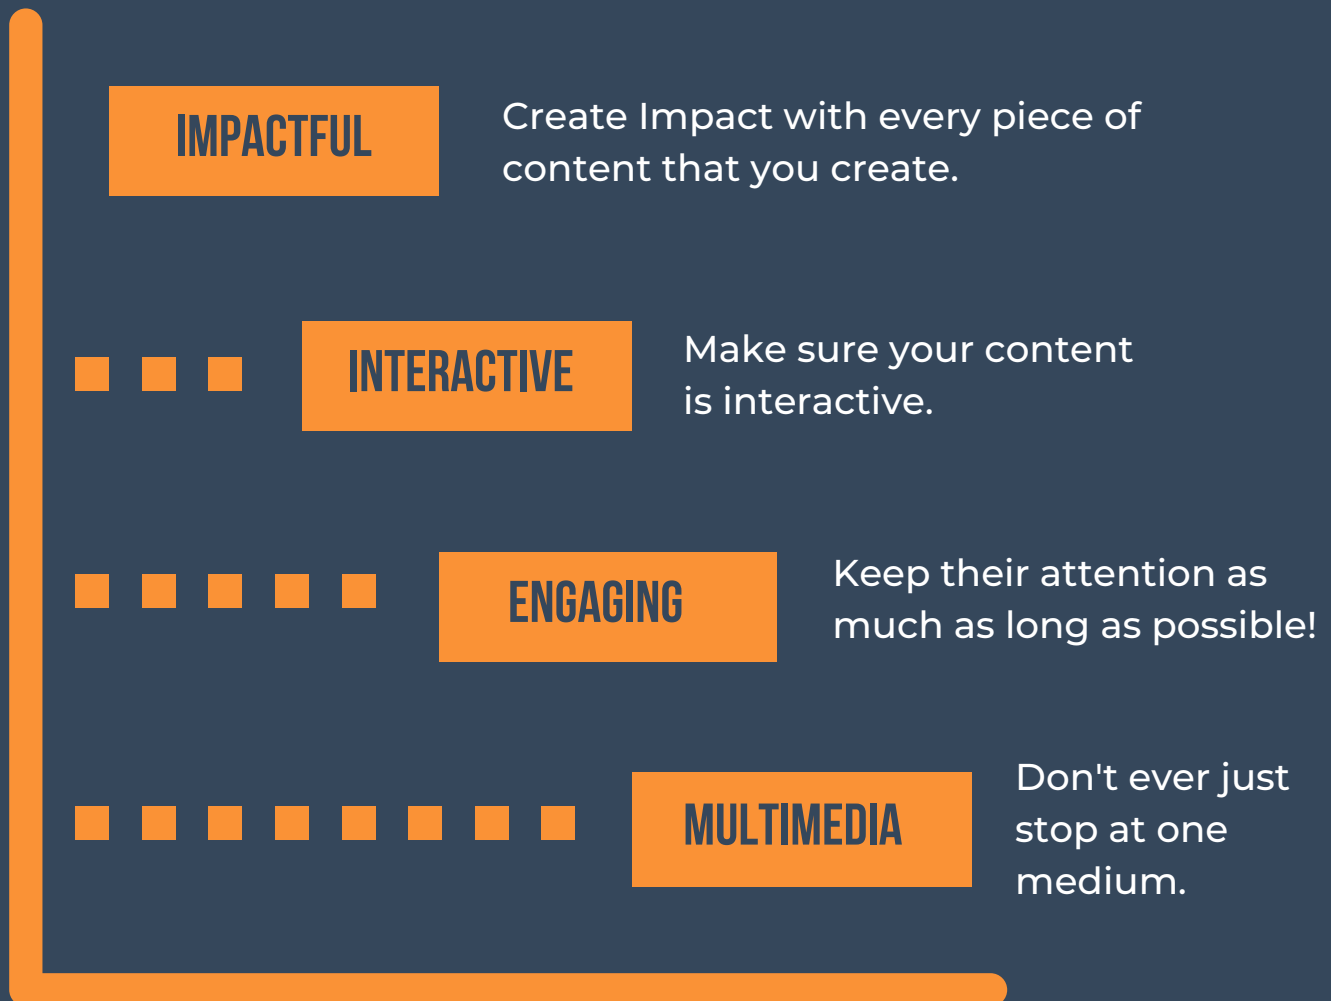 IMPACTFUL
Create Impact with every piece of
content that you create.
INTERACTIVE
Make sure your content
is interactive.
ENGAGING
Keep their attention as
much as long as possible!
MULTIMEDIA
Don't ever just
stop at one
medium.